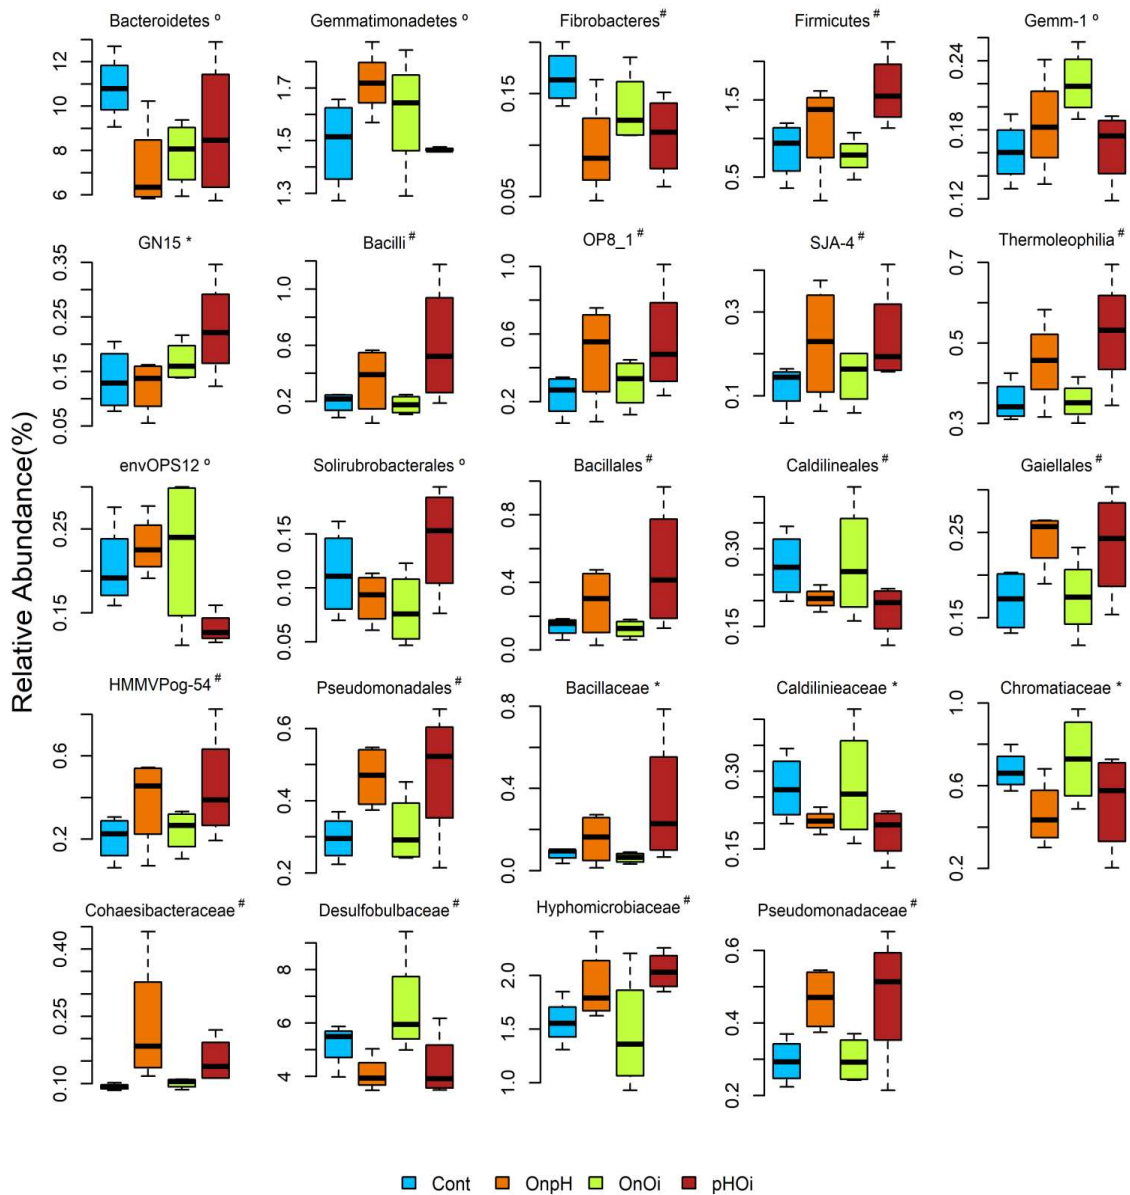 Relative Abundance(%)
Bacteroidetes º
Gemmatimonadetes º
Fibrobacteres#
Firmicutes #
Gemm-1 º
6 8 10 12
1.3 1.5 1.7
0.05 0.15
0.5 1.5
0.12 0.18 0.24
GN15 *
Bacilli #
OP8_1 #
SJA-4 #
Thermoleophilia #
0.05 0.15 0.25 0.35
0.2 0.6 1.0
0.2 0.6 1.0
0.1 0.3
0.3 0.5 0.7
envOPS12 º
Solirubrobacterales º
Bacillales #
Caldilineales #
Gaiellales #
0.15 0.25
0.05 0.10 0.15
0.0 0.4 0.8
0.15 0.30
0.15 0.25
HMMVPog-54 #
Pseudomonadales #
Bacillaceae *
Caldilinieaceae *
Chromatiaceae *
0.2 0.6
0.2 0.4 0.6
0.0 0.4 0.8
0.15 0.30
0.2 0.6 1.0
Cohaesibacteraceae #
Desulfobulbaceae #
Hyphomicrobiaceae #
Pseudomonadaceae #
0.10 0.25 0.40
4 6 8
1.0 1.5 2.0
0.2 0.4 0.6
Cont OnpH OnOi pHOi